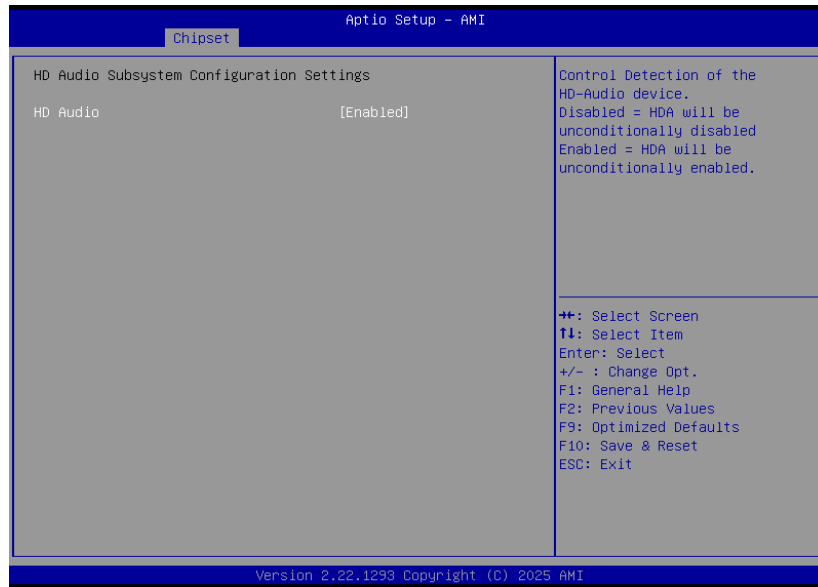 Aptio Setup - AMI
Chipset
HD Audio Subsystem Configuration Settings
HD Audio [Enabled]
Control Detection of the
HD-Audio device.
Disabled = HDA will be
unconditionally disabled
Enabled = HDA will be
unconditionally enabled.
→←: Select Screen
↑↓: Select Item
Enter: Select
+/- : Change Opt.
F1: General Help
F2: Previous Values
F9: Optimized Defaults
F10: Save & Reset
ESC: Exit
Version 2.22.1293 Copyright (C) 2025 AMI